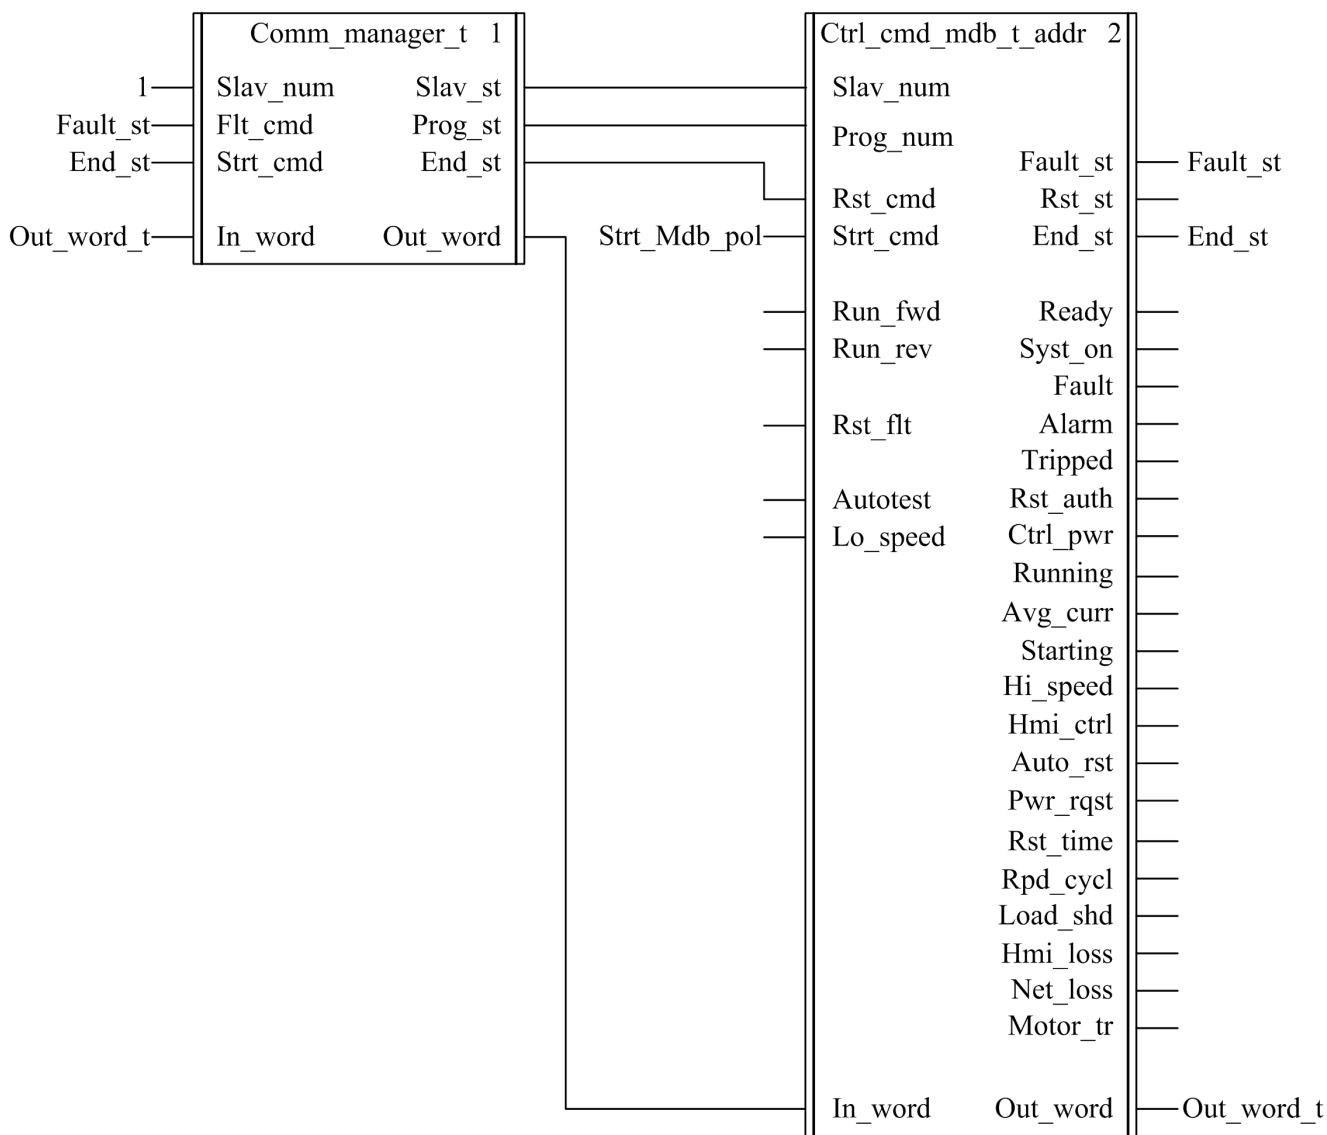 Comm_manager_t 1
1 Slav_num Slav_st
Fault_st Flt_cmd Prog_st
End_st Strt_cmd End_st
Out_word_t In_word Out_word
Ctrl_cmd_mdb_t_addr 2
Slav_num
Prog_num
Fault_st Fault_st
Rst_cmd Rst_st
Strt_Mdb_pol Strt_cmd End_st End_st
Run_fwd Ready
Run_rev Syst_on
Fault
Rst_flt Alarm
Tripped
Autotest Rst_auth
Lo_speed Ctrl_pwr
Running
Avg_curr
Starting
Hi_speed
Hmi_ctrl
Auto_rst
Pwr_rqst
Rst_time
Rpd_cycl
Load_shd
Hmi_loss
Net_loss
Motor_tr
In_word Out_word Out_word_t